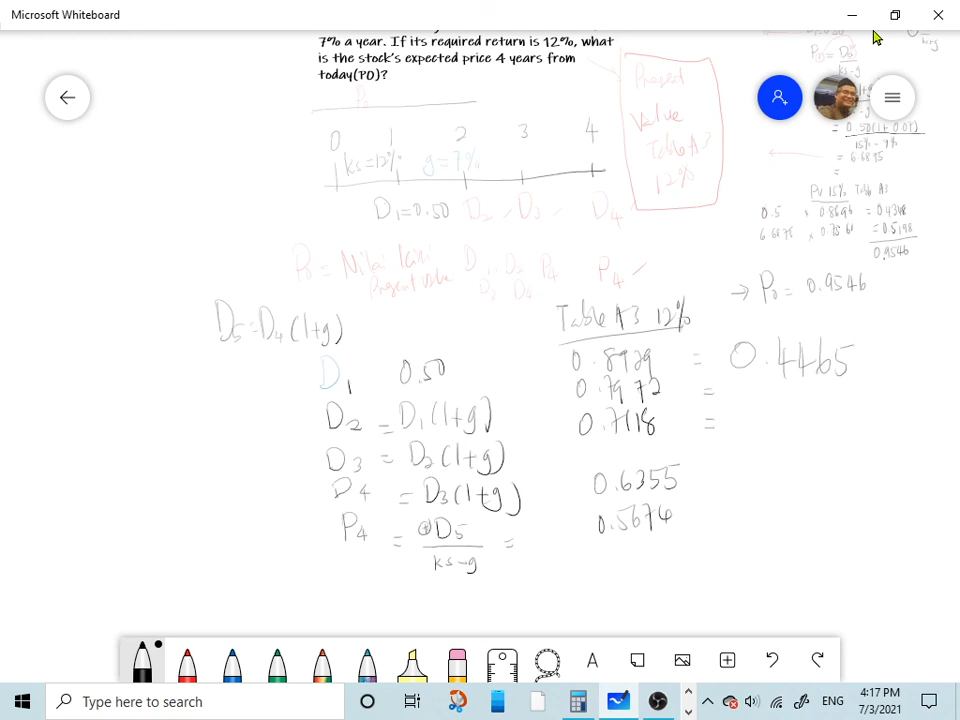 Microsoft Whiteboard
7% a year. If its required return is 12%, what
is the stock's expected price 4 years from
today(P0)?
P0
0 1 2 3 4
ks=12% g=7%
D1=0.50 D2 D3 D4
Present
Value
Table A3
12%
P0 = D2
ks-g
= 0.50(1+0.07)
15% - 7%
= 6.6875
=
PV 15% Table A3
0.5 x 0.8696 = 0.4348
6.6875 x 0.7561 = 0.5198
0.9546
→ P0 = 0.9546
P0 = Nilai Kini D1 D2 P4 P4
Present Value D3 D4
D5=D4(1+g)
Table A3 12%
D1 0.50 0.8929 = 0.4465
D2 = D1(1+g) 0.7972 =
D3 = D2(1+g) 0.7118 =
D4 = D3(1+g) 0.6355
P4 = D5 = 0.5674
ks-g
Type here to search
ENG
4:17 PM
7/3/2021